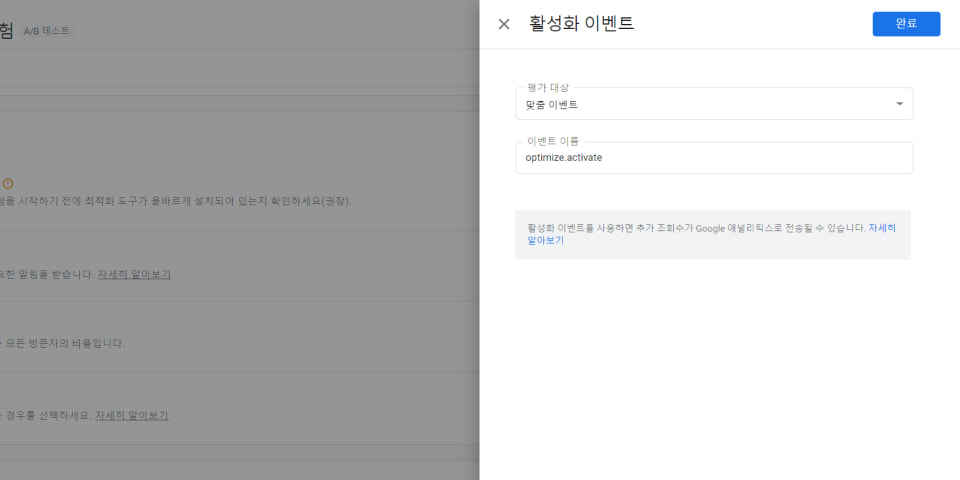 험 A/B 테스트
험을 시작하기 전에 최적화 도구가 올바르게 설치되어 있는지 확인하세요(권장).
요한 알림을 받습니다. 자세히 알아보기
는 모든 방문자의 비율입니다.
는 경우를 선택하세요. 자세히 알아보기
활성화 이벤트
완료
평가 대상
맞춤 이벤트
이벤트 이름
optimize.activate
활성화 이벤트를 사용하면 추가 조회수가 Google 애널리틱스로 전송될 수 있습니다. 자세히
알아보기